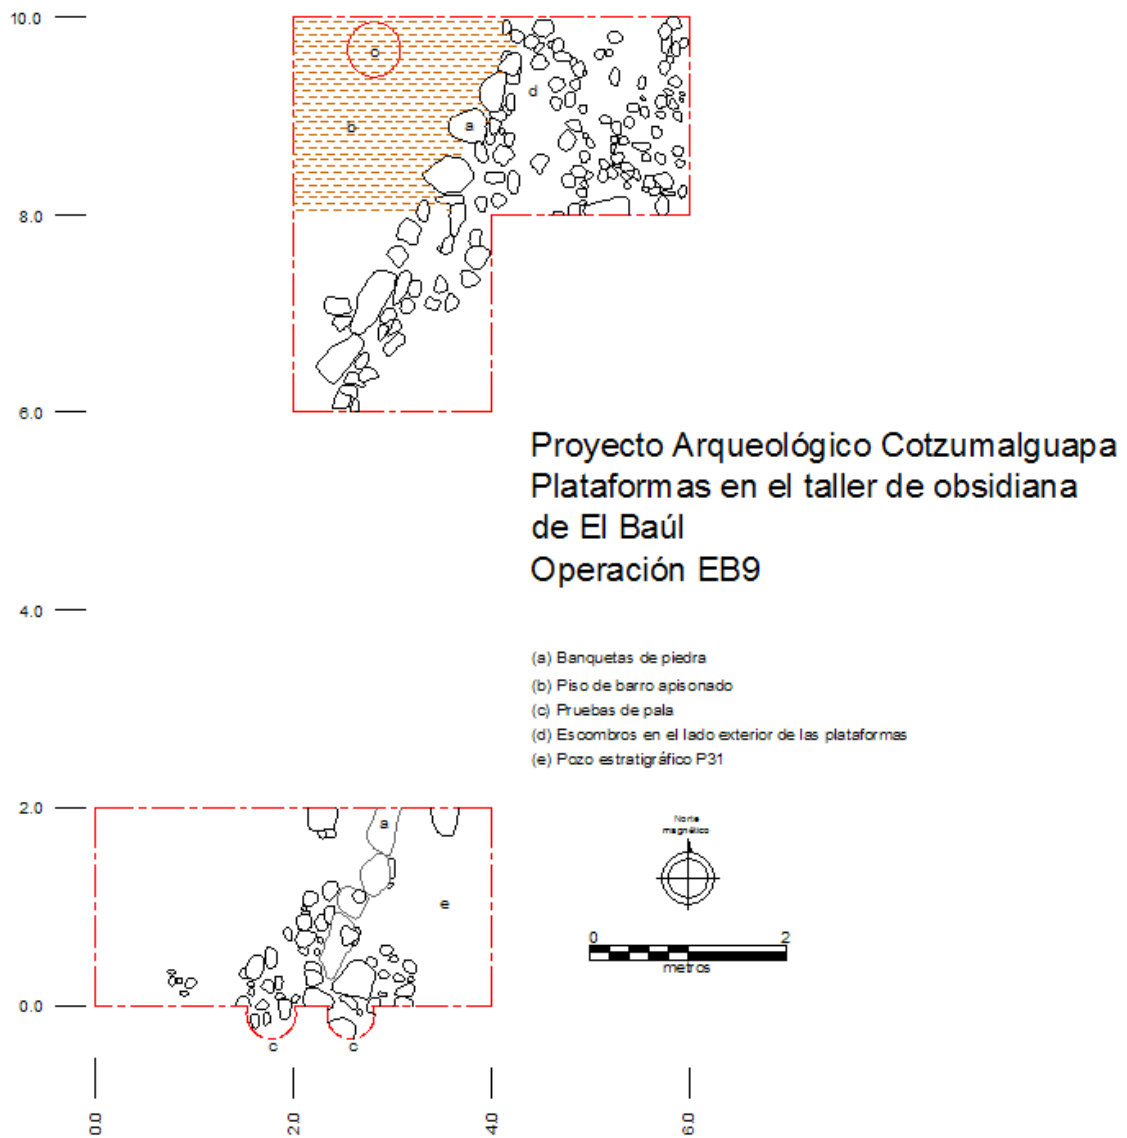 10.0
c
d
b
a
8.0
6.0
Proyecto Arqueológico Cotzumalguapa
Plataformas en el taller de obsidiana
de El Baúl
Operación EB9
4.0
(a) Banquetas de piedra
(b) Piso de barro apisonado
(c) Pruebas de pala
(d) Escombros en el lado exterior de las plataformas
(e) Pozo estratigráfico P31
2.0
a
Norte
magnético
e
0 2
metros
0.0
c c
0.0 2.0 4.0 6.0